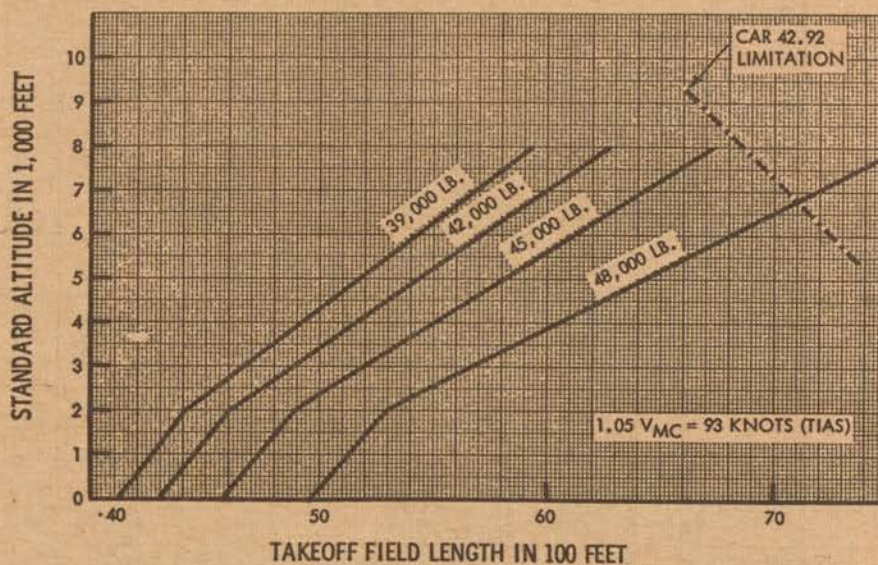 STANDARD ALTITUDE IN 1,000 FEET
10
9
8
7
6
5
4
3
2
1
0
CAR 42.92
LIMITATION
39,000 LB.
42,000 LB.
45,000 LB.
48,000 LB.
1.05 VMC = 93 KNOTS (TIAS)
40
50
60
70
TAKEOFF FIELD LENGTH IN 100 FEET